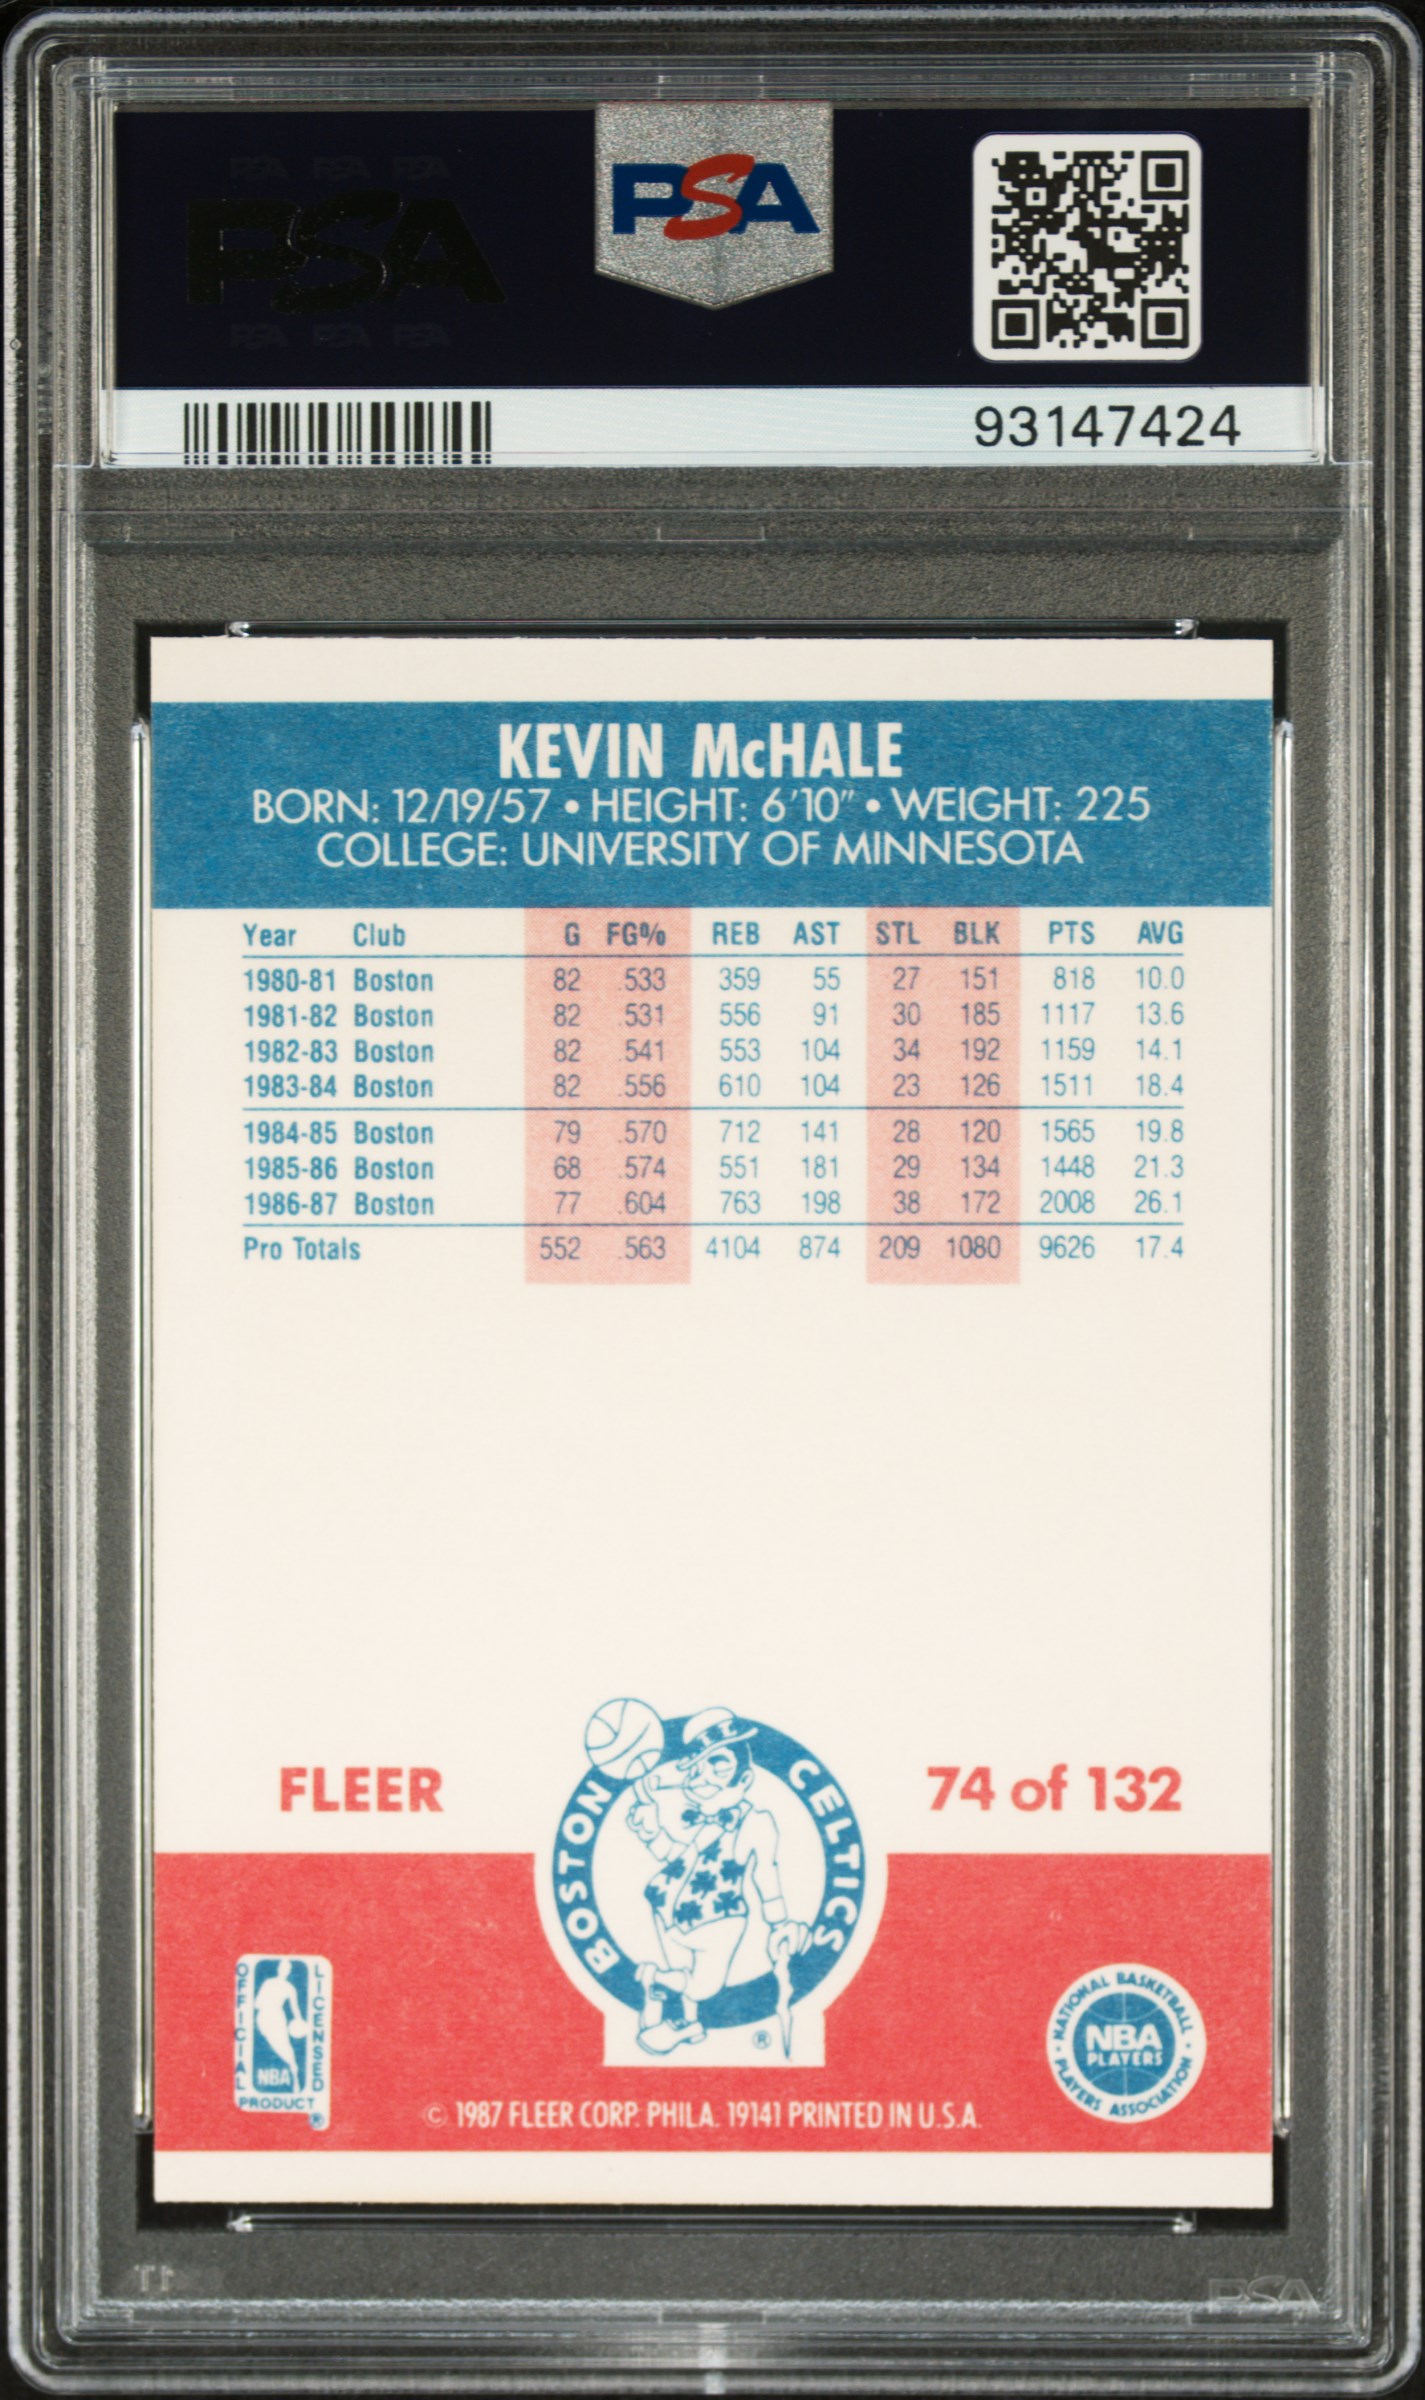 PSA PSA PSA
PSA
PSA PSA PSA
PSA
93147424
KEVIN McHALE
BORN: 12/19/57 • HEIGHT: 6'10" • WEIGHT: 225
COLLEGE: UNIVERSITY OF MINNESOTA
Year Club G FG% REB AST STL BLK PTS AVG
1980-81 Boston 82 .533 359 55 27 151 818 10.0
1981-82 Boston 82 .531 556 91 30 185 1117 13.6
1982-83 Boston 82 .541 553 104 34 192 1159 14.1
1983-84 Boston 82 .556 610 104 23 126 1511 18.4
1984-85 Boston 79 .570 712 141 28 120 1565 19.8
1985-86 Boston 68 .574 551 181 29 134 1448 21.3
1986-87 Boston 77 .604 763 198 38 172 2008 26.1
Pro Totals 552 .563 4104 874 209 1080 9626 17.4
FLEER
BOSTON CELTICS
®
74 of 132
OFFICIAL LICENSED
NBA
PRODUCT
®
© 1987 FLEER CORP. PHILA. 19141 PRINTED IN U.S.A.
• NATIONAL BASKETBALL •
NBA
PLAYERS
PLAYERS ASSOCIATION
PSA